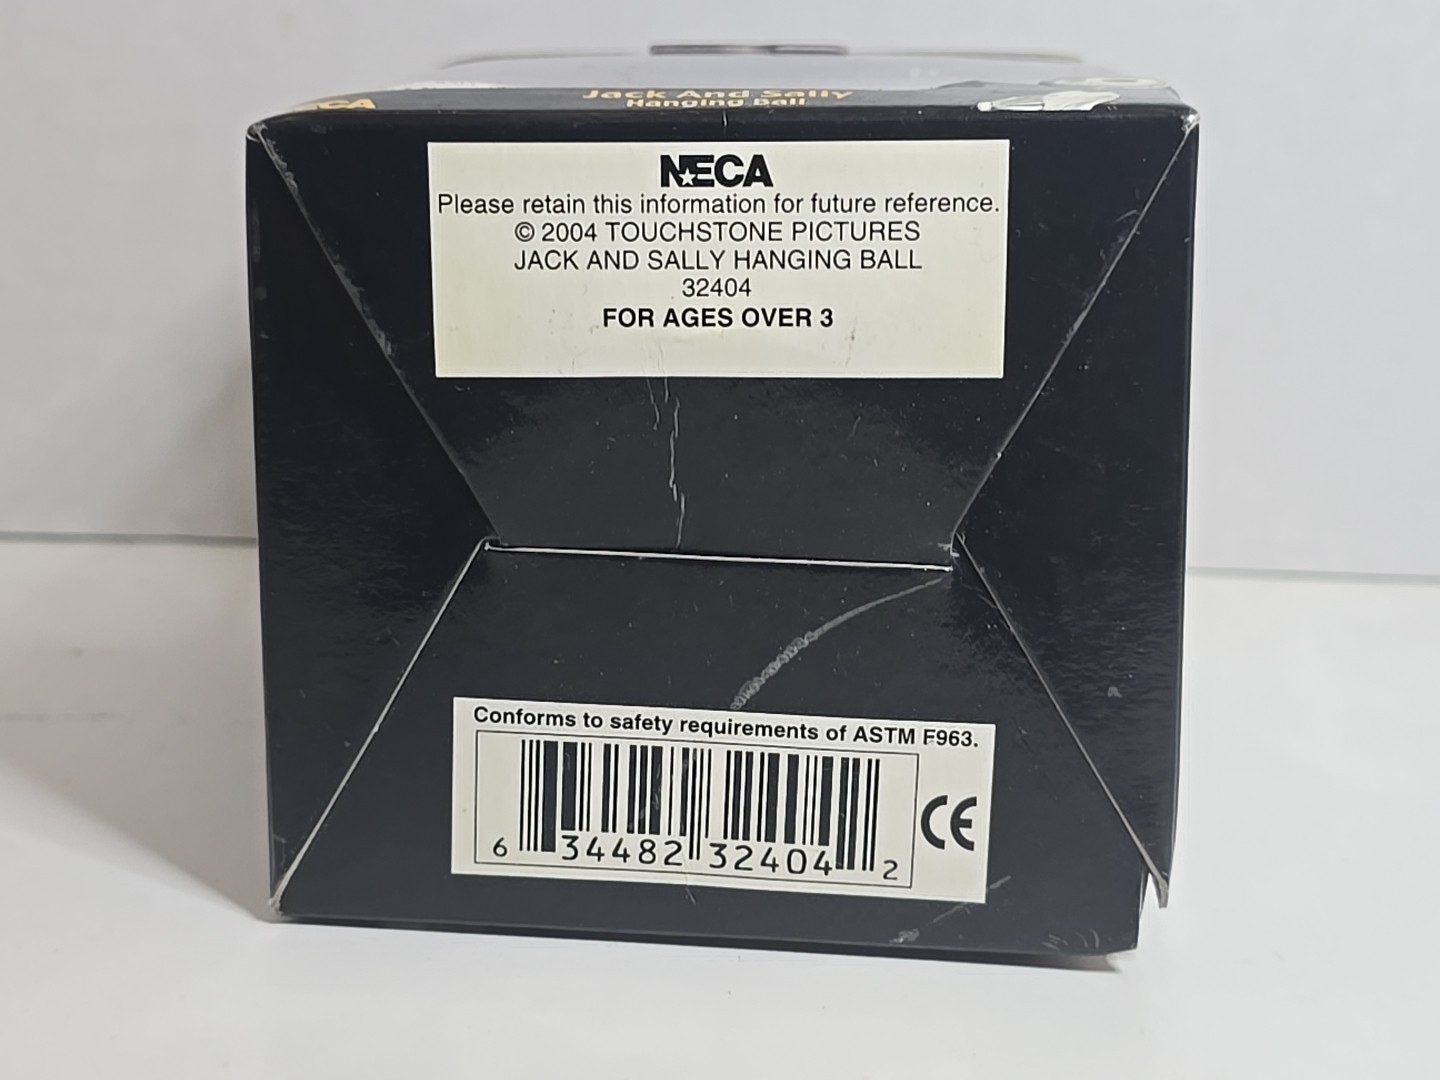 CA
Jack And Sally
Hanging Ball
NECA
Please retain this information for future reference.
© 2004 TOUCHSTONE PICTURES
JACK AND SALLY HANGING BALL
32404
FOR AGES OVER 3
Conforms to safety requirements of ASTM F963.
6 34482 32404 2
CE